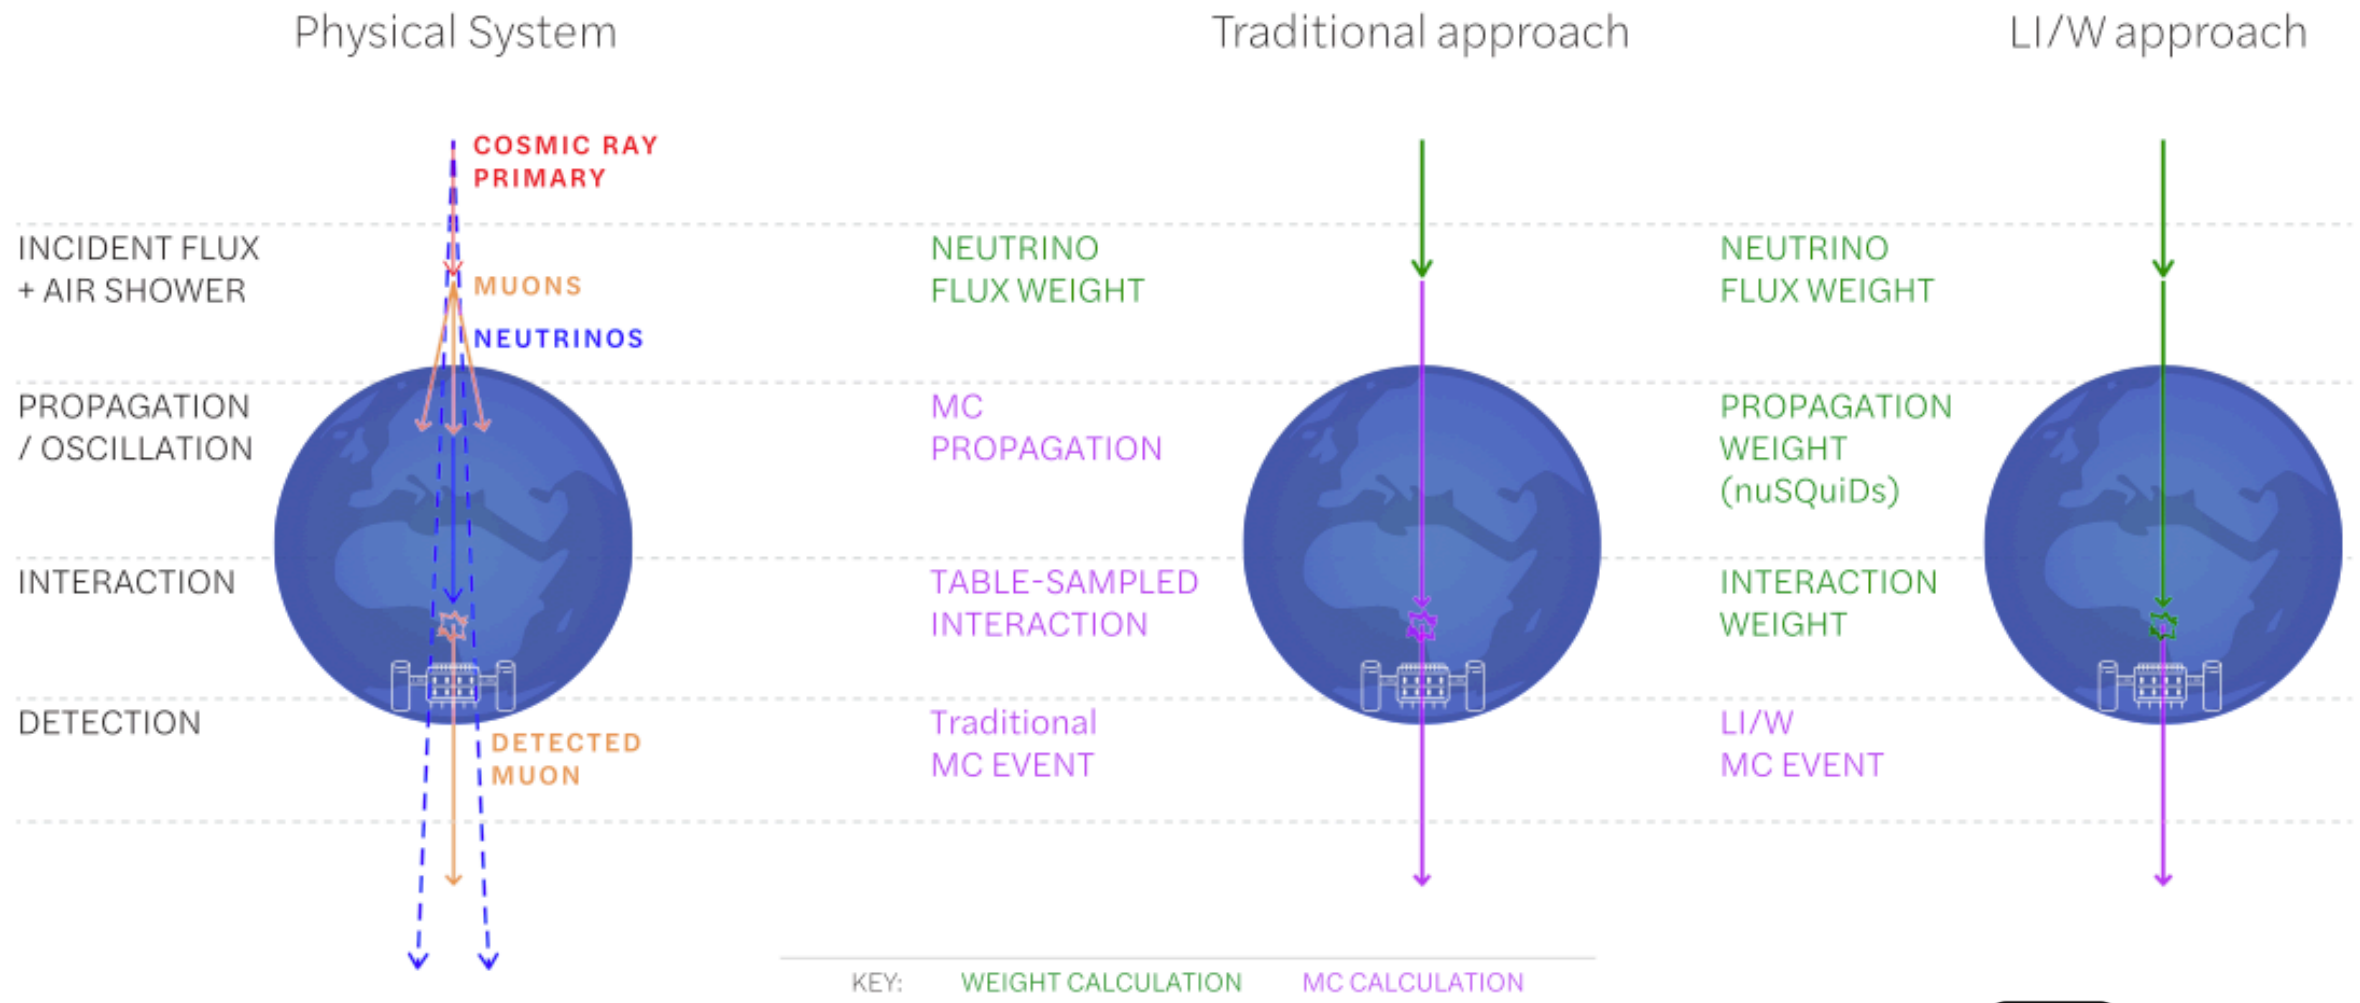 Physical System
Traditional approach
LI/W approach
COSMIC RAY
PRIMARY
INCIDENT FLUX
+ AIR SHOWER
MUONS
NEUTRINOS
NEUTRINO
FLUX WEIGHT
NEUTRINO
FLUX WEIGHT
PROPAGATION
/ OSCILLATION
MC
PROPAGATION
PROPAGATION
WEIGHT
(nuSQuiDs)
INTERACTION
TABLE-SAMPLED
INTERACTION
INTERACTION
WEIGHT
DETECTION
DETECTED
MUON
Traditional
MC EVENT
LI/W
MC EVENT
KEY: WEIGHT CALCULATION MC CALCULATION